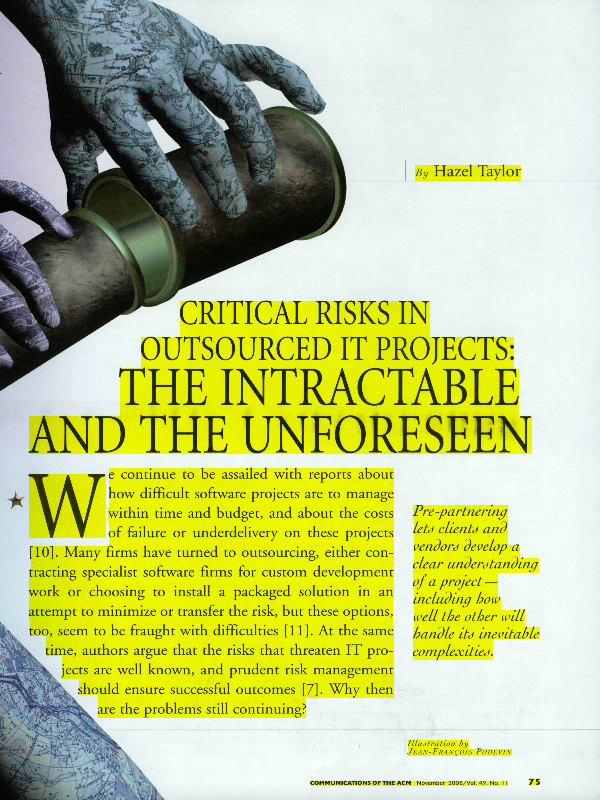 By Hazel Taylor
CRITICAL RISKS IN
OUTSOURCED IT PROJECTS:
THE INTRACTABLE
AND THE UNFORESEEN
We continue to be assailed with reports about
how difficult software projects are to manage
within time and budget, and about the costs
of failure or underdelivery on these projects
[10]. Many firms have turned to outsourcing, either con-
tracting specialist software firms for custom development
work or choosing to install a packaged solution in an
attempt to minimize or transfer the risk, but these options,
too, seem to be fraught with difficulties [11]. At the same
time, authors argue that the risks that threaten IT pro-
jects are well known, and prudent risk management
should ensure successful outcomes [7]. Why then
are the problems still continuing?
Pre-partnering
lets clients and
vendors develop a
clear understanding
of a project—
including how
well the other will
handle its inevitable
complexities.
Illustration by
JEAN-FRANÇOIS PODEVIN
COMMUNICATIONS OF THE ACM November 2006/Vol. 49, No. 11 75